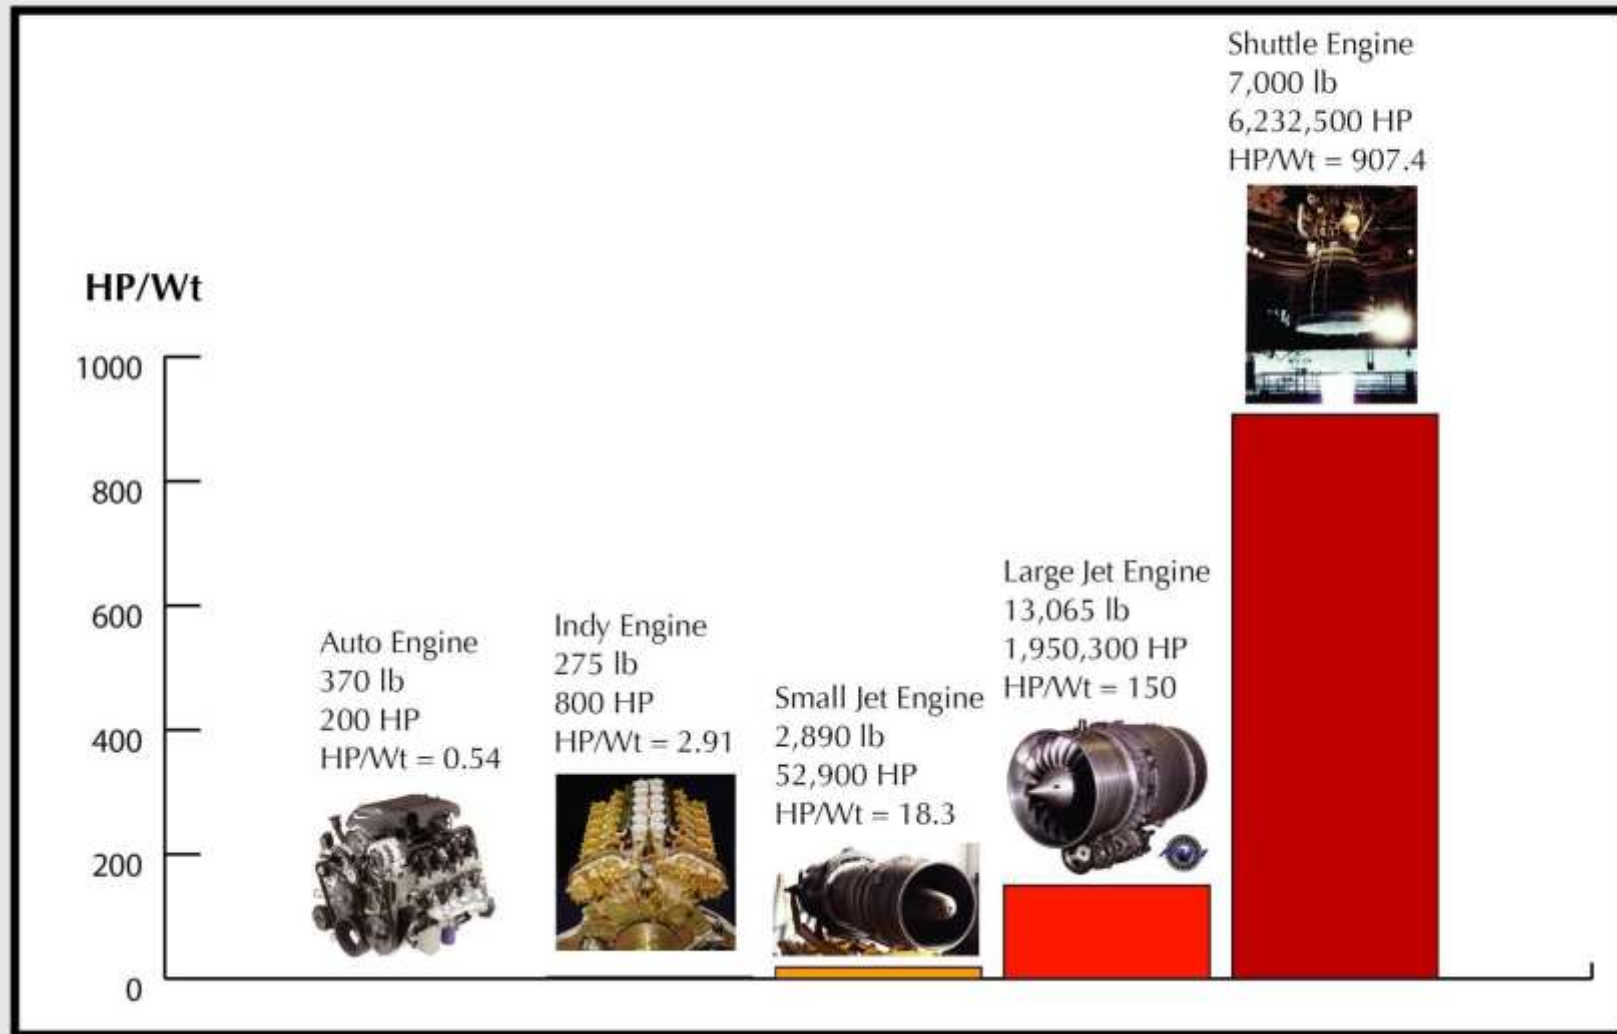 Shuttle Engine
7,000 lb
6,232,500 HP
HP/Wt = 907.4
HP/Wt
1000
800
600
400
200
0
Auto Engine
370 lb
200 HP
HP/Wt = 0.54
Indy Engine
275 lb
800 HP
HP/Wt = 2.91
Small Jet Engine
2,890 lb
52,900 HP
HP/Wt = 18.3
Large Jet Engine
13,065 lb
1,950,300 HP
HP/Wt = 150